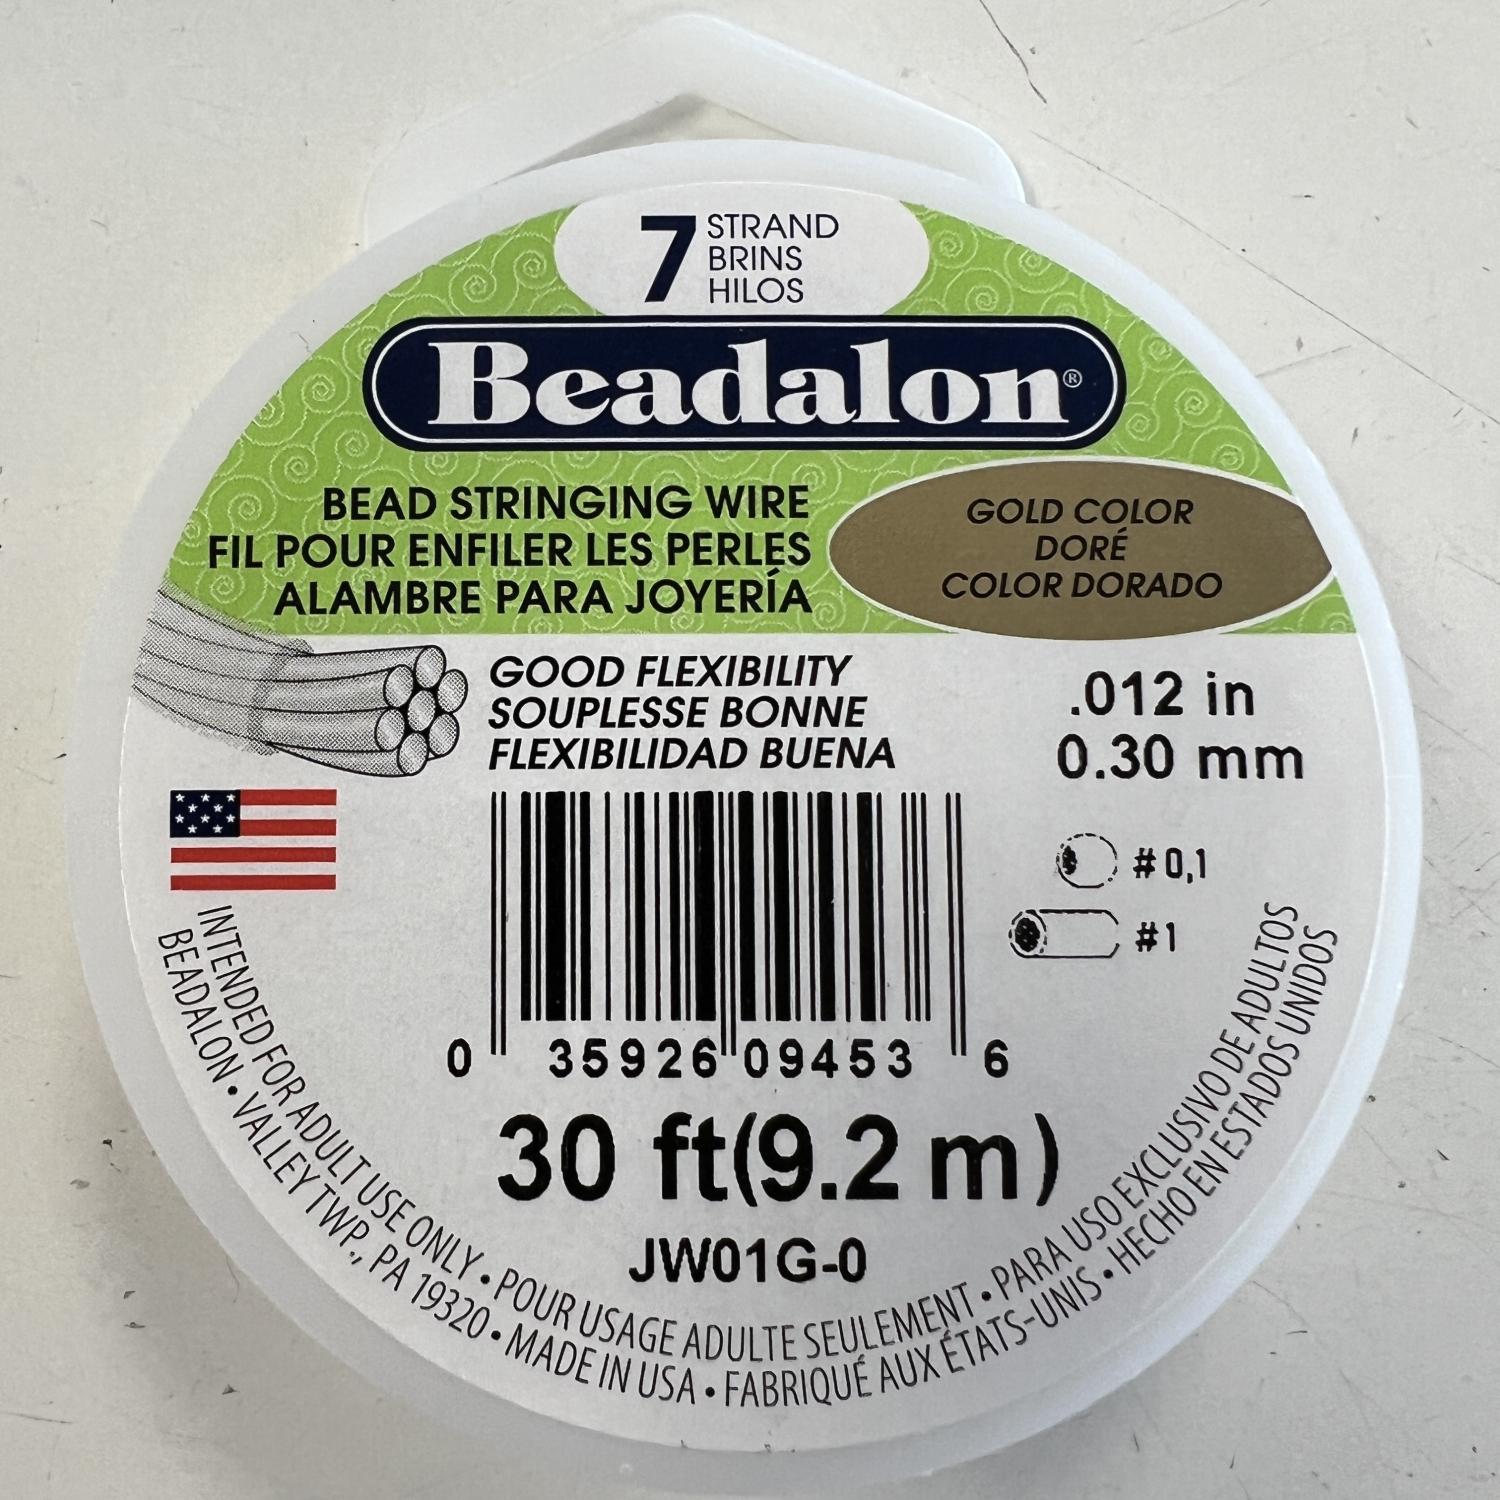 7 STRAND
BRINS
HILOS
Beadalon®
BEAD STRINGING WIRE
FIL POUR ENFILER LES PERLES
ALAMBRE PARA JOYERÍA
GOLD COLOR
DORÉ
COLOR DORADO
GOOD FLEXIBILITY
SOUPLESSE BONNE
FLEXIBILIDAD BUENA
.012 in
0.30 mm
#0,1
#1
0 35926 09453 6
30 ft(9.2 m)
JW01G-0
INTENDED FOR ADULT USE ONLY • POUR USAGE ADULTE SEULEMENT • PARA USO EXCLUSIVO DE ADULTOS
BEADALON • VALLEY TWP., PA 19320 • MADE IN USA • FABRIQUÉ AUX ÉTATS-UNIS • HECHO EN ESTADOS UNIDOS